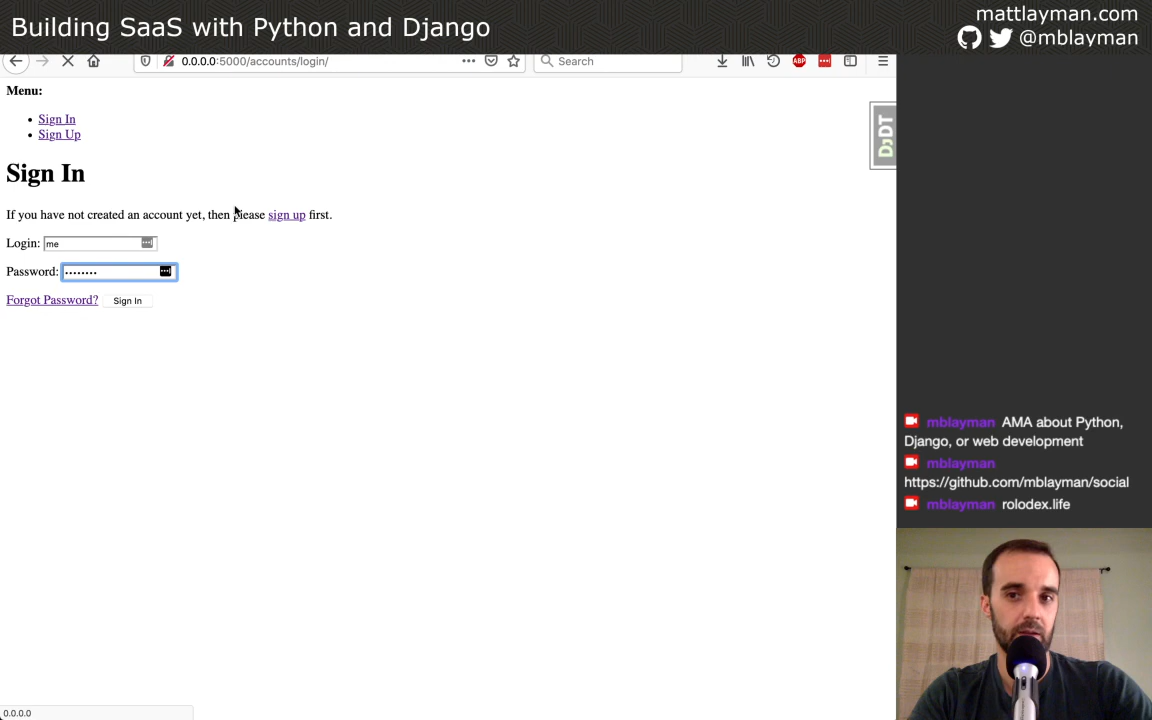 Building SaaS with Python and Django
mattlayman.com
@mblayman
0.0.0.0:5000/accounts/login/
Search
ABP
Menu:
Sign In
Sign Up
DJDT
Sign In
If you have not created an account yet, then please sign up first.
Login: me
Password: ········
Forgot Password? Sign In
mblayman AMA about Python,
Django, or web development
mblayman
https://github.com/mblayman/social
mblayman rolodex.life
0.0.0.0